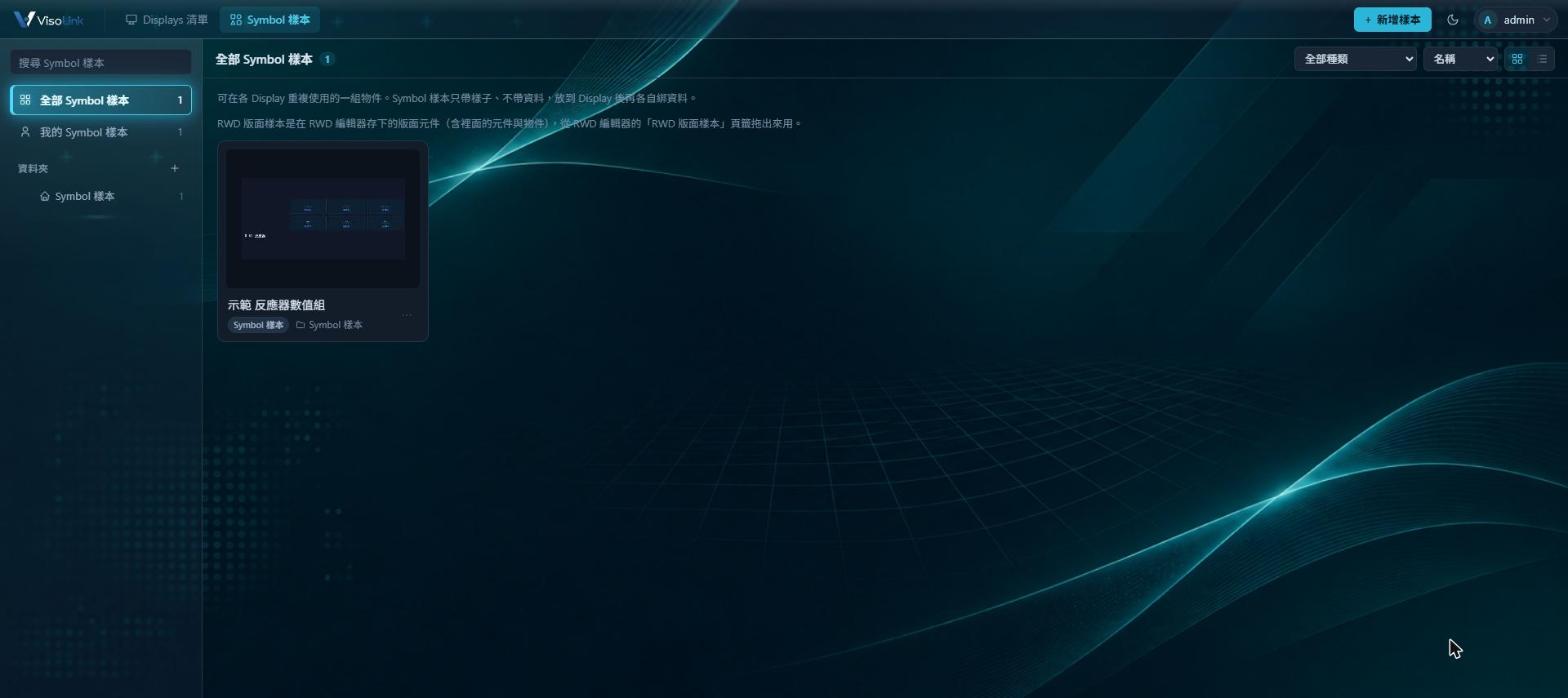 VisoLink
Displays 清單
Symbol 樣本
+ 新增樣本
A admin
搜尋 Symbol 樣本
全部 Symbol 樣本 1
我的 Symbol 樣本 1
資料夾 +
Symbol 樣本 1
全部 Symbol 樣本 1
全部種類
名稱
可在各 Display 重複使用的一組物件。Symbol 樣本只帶樣子、不帶資料，放到 Display 後再各自綁資料。
RWD 版面樣本是在 RWD 編輯器存下的版面元件（含裡面的元件與物件），從 RWD 編輯器的「RWD 版面樣本」頁籤拖出來用。
示範 反應器數值組
Symbol 樣本
Symbol 樣本
...